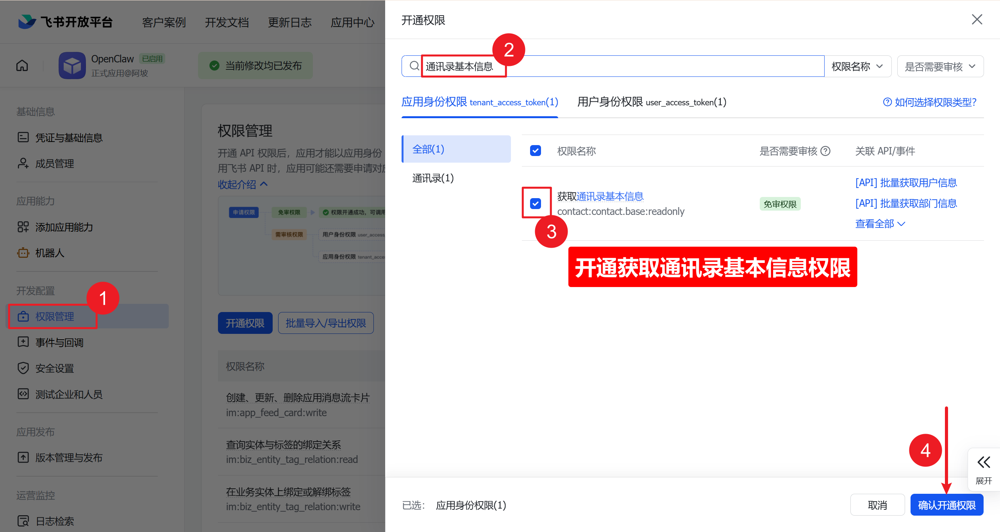 飞书开放平台
客户案例
开发文档
更新日志
应用中心
OpenClaw 已启用
正式应用@阿坡
当前修改均已发布
基础信息
凭证与基础信息
成员管理
应用能力
添加应用能力
机器人
开发配置
1
权限管理
事件与回调
安全设置
测试企业和人员
应用发布
版本管理与发布
运营监控
日志检索
权限管理
开通 API 权限后，应用才能以应用身份
用飞书 API 时，应用可能还需要申请对应
收起介绍
申请权限
免审权限
权限开通成功，可调用
需审核权限
用户身份权限 user_access_
应用身份权限 tenant_acce
开通权限
批量导入/导出权限
权限名称
创建、更新、删除应用消息流卡片
im:app_feed_card:write
查询实体与标签的绑定关系
im:biz_entity_tag_relation:read
在业务实体上绑定或解绑标签
im:biz_entity_tag_relation:write
开通权限
2
通讯录基本信息
权限名称
是否需要审核
应用身份权限 tenant_access_token(1)
用户身份权限 user_access_token(1)
如何选择权限类型?
全部(1)
通讯录(1)
权限名称
是否需要审核
关联 API/事件
获取通讯录基本信息
contact:contact.base:readonly
免审权限
[API] 批量获取用户信息
[API] 批量获取部门信息
查看全部
3
开通获取通讯录基本信息权限
4
展开
已选： 应用身份权限(1)
取消
确认开通权限